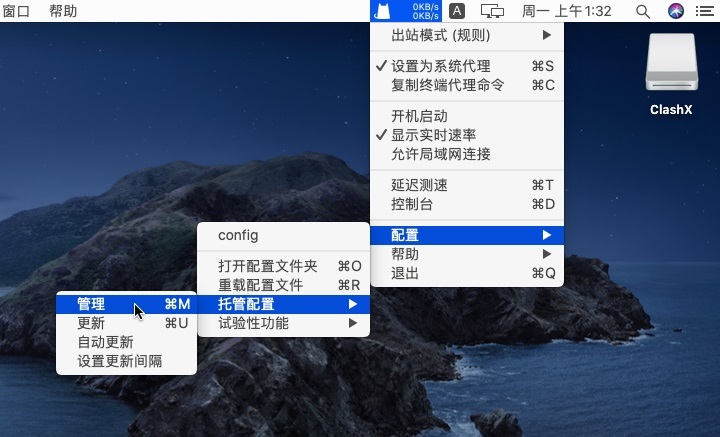 窗口 帮助 0KB/s 0KB/s A 周一 上午1:32
出站模式 (规则)
✓ 设置为系统代理 ⌘S
复制终端代理命令 ⌘C
开机启动
✓ 显示实时速率
允许局域网连接
延迟测速 ⌘T
控制台 ⌘D
配置
帮助
退出 ⌘Q
config
打开配置文件夹 ⌘O
重载配置文件 ⌘R
托管配置
试验性功能
管理 ⌘M
更新 ⌘U
自动更新
设置更新间隔
ClashX